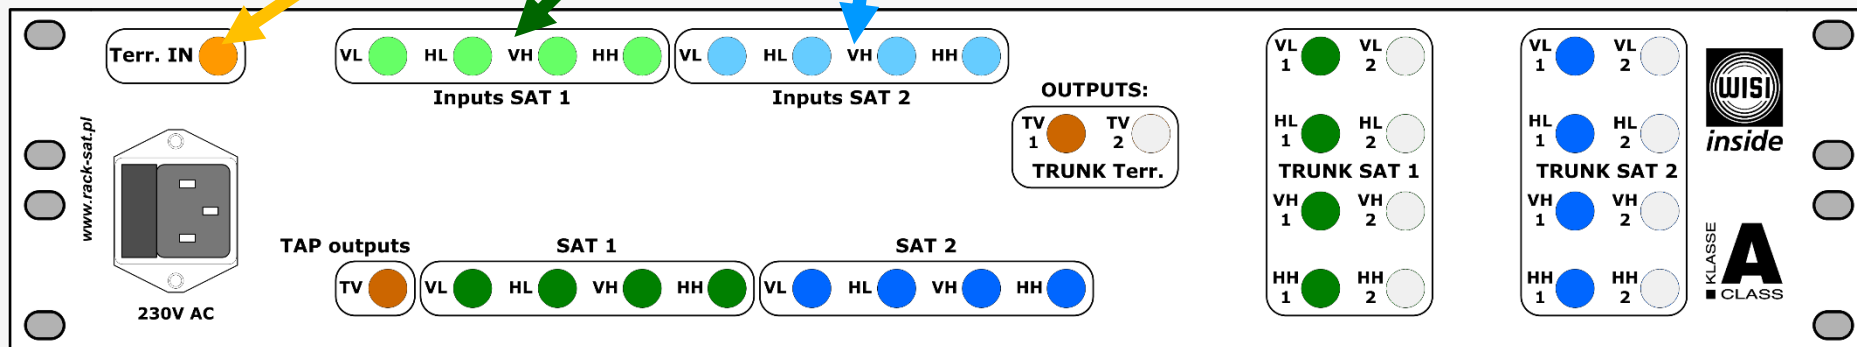 Terr. IN
VL HL VH HH
Inputs SAT 1
VL HL VH HH
Inputs SAT 2
www.rack-sat.pl
230V AC
OUTPUTS:
TV 1 TV 2
TRUNK Terr.
TAP outputs
TV
SAT 1
VL HL VH HH
SAT 2
VL HL VH HH
VL 1 VL 2
HL 1 HL 2
TRUNK SAT 1
VH 1 VH 2
HH 1 HH 2
VL 1 VL 2
HL 1 HL 2
TRUNK SAT 2
VH 1 VH 2
HH 1 HH 2
WISI
inside
KLASSE
A
CLASS